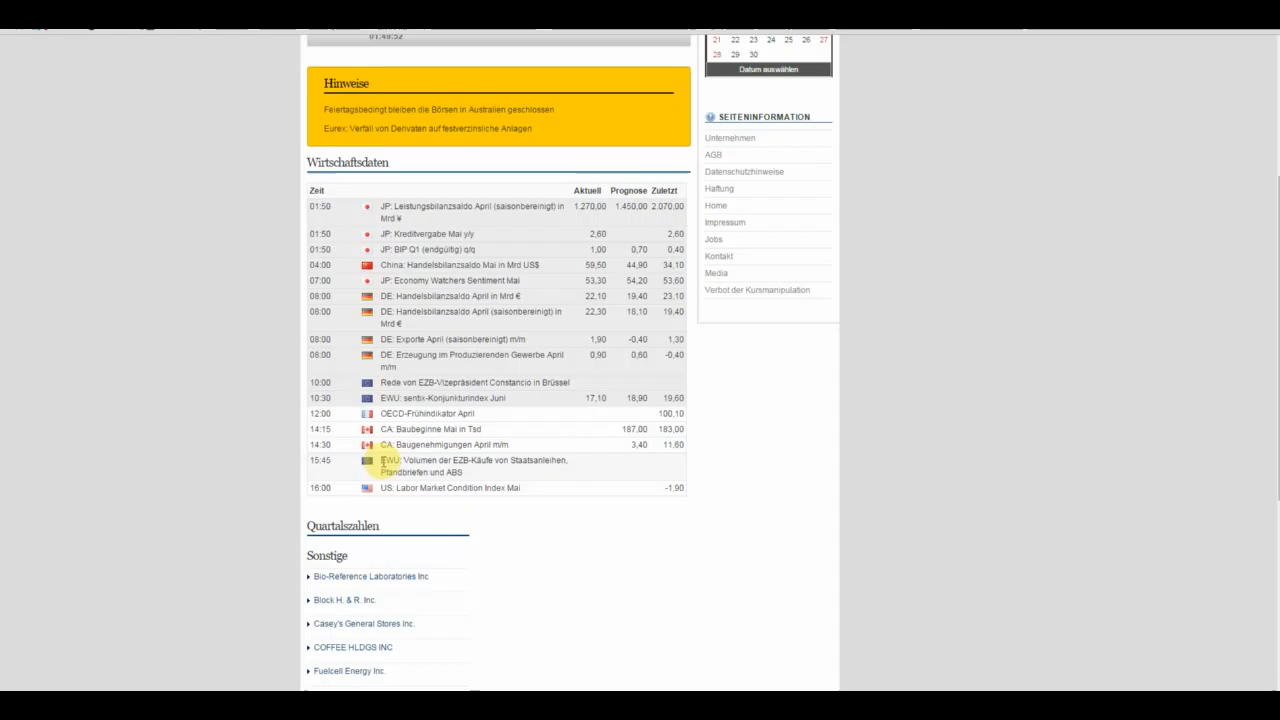 01:49:52
Hinweise
Feiertagsbedingt bleiben die Börsen in Australien geschlossen
Eurex: Verfall von Derivaten auf festverzinsliche Anlagen
Wirtschaftsdaten
Zeit Aktuell Prognose Zuletzt
01:50 JP: Leistungsbilanzsaldo April (saisonbereinigt) in 1.270,00 1.450,00 2.070,00
Mrd ¥
01:50 JP: Kreditvergabe Mai y/y 2,60 2,60
01:50 JP: BIP Q1 (endgültig) q/q 1,00 0,70 0,40
04:00 China: Handelsbilanzsaldo Mai in Mrd US$ 59,50 44,90 34,10
07:00 JP: Economy Watchers Sentiment Mai 53,30 54,20 53,60
08:00 DE: Handelsbilanzsaldo April in Mrd € 22,10 19,40 23,10
08:00 DE: Handelsbilanzsaldo April (saisonbereinigt) in 22,30 18,10 19,40
Mrd €
08:00 DE: Exporte April (saisonbereinigt) m/m 1,90 -0,40 1,30
08:00 DE: Erzeugung im Produzierenden Gewerbe April 0,90 0,60 -0,40
m/m
10:00 Rede von EZB-Vizepräsident Constancio in Brüssel
10:30 EWU: sentix-Konjunkturindex Juni 17,10 18,90 19,60
12:00 OECD-Frühindikator April 100,10
14:15 CA: Baubeginne Mai in Tsd 187,00 183,00
14:30 CA: Baugenehmigungen April m/m 3,40 11,60
15:45 EWU: Volumen der EZB-Käufe von Staatsanleihen,
Pfandbriefen und ABS
16:00 US: Labor Market Condition Index Mai -1,90
Quartalszahlen
Sonstige
Bio-Reference Laboratories Inc
Block H. & R. Inc.
Casey's General Stores Inc.
COFFEE HLDGS INC
Fuelcell Energy Inc.
21 22 23 24 25 26 27
28 29 30
Datum auswählen
SEITENINFORMATION
Unternehmen
AGB
Datenschutzhinweise
Haftung
Home
Impressum
Jobs
Kontakt
Media
Verbot der Kursmanipulation